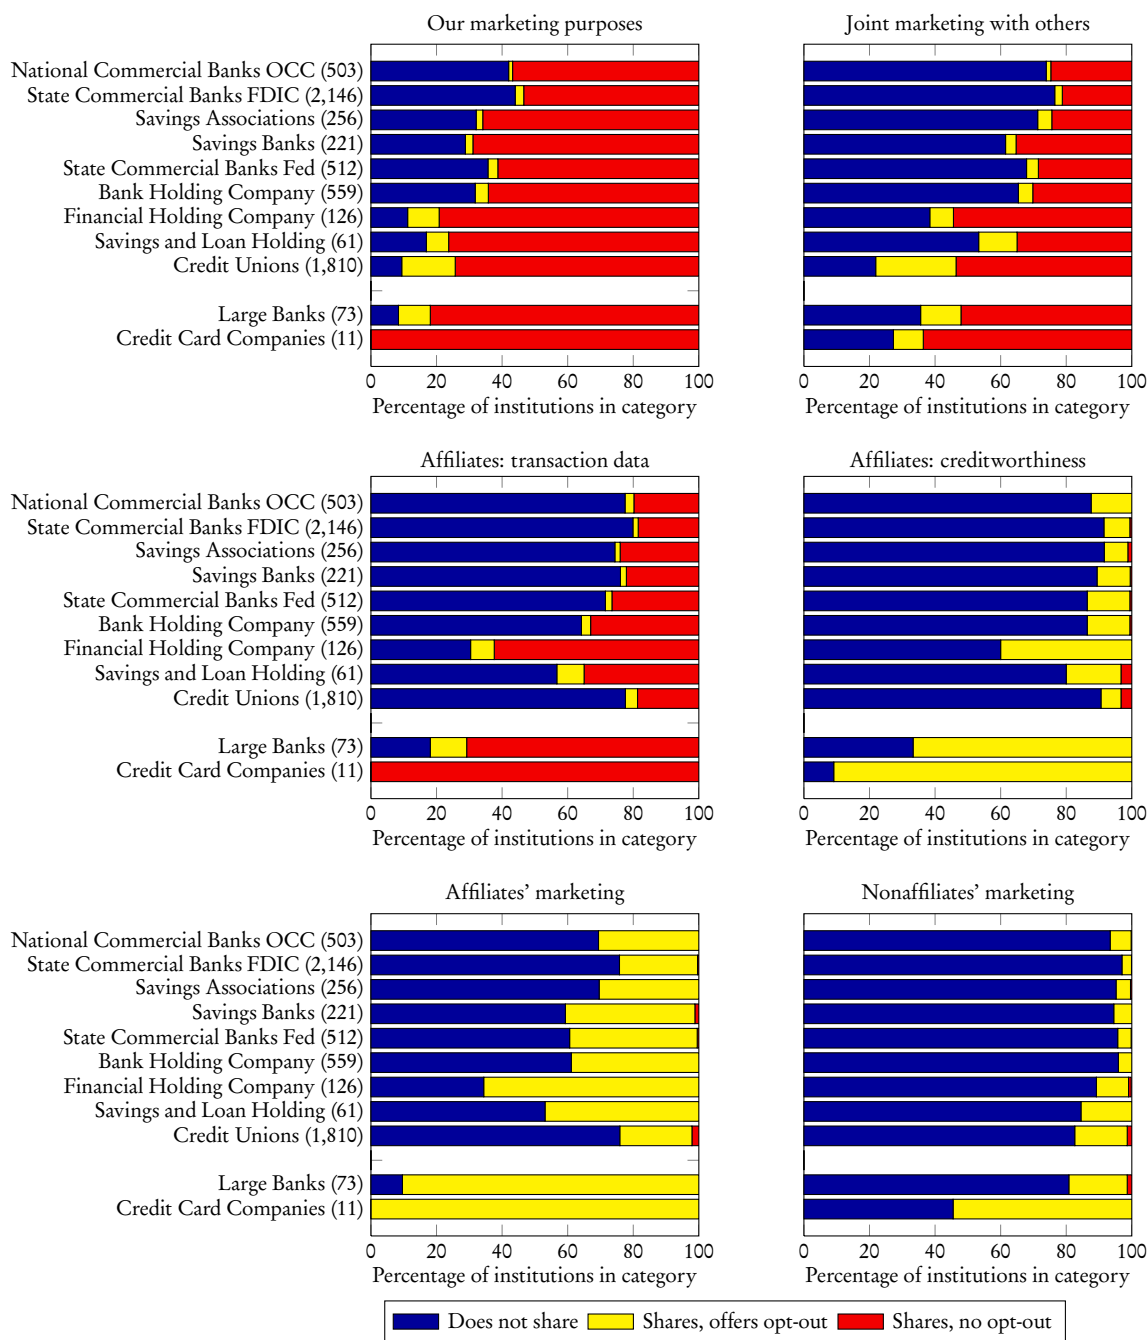 Our marketing purposes
Joint marketing with others
National Commercial Banks OCC (503)
State Commercial Banks FDIC (2,146)
Savings Associations (256)
Savings Banks (221)
State Commercial Banks Fed (512)
Bank Holding Company (559)
Financial Holding Company (126)
Savings and Loan Holding (61)
Credit Unions (1,810)
Large Banks (73)
Credit Card Companies (11)
0 20 40 60 80 100
0 20 40 60 80 100
Percentage of institutions in category
Percentage of institutions in category
Affiliates: transaction data
Affiliates: creditworthiness
National Commercial Banks OCC (503)
State Commercial Banks FDIC (2,146)
Savings Associations (256)
Savings Banks (221)
State Commercial Banks Fed (512)
Bank Holding Company (559)
Financial Holding Company (126)
Savings and Loan Holding (61)
Credit Unions (1,810)
Large Banks (73)
Credit Card Companies (11)
0 20 40 60 80 100
0 20 40 60 80 100
Percentage of institutions in category
Percentage of institutions in category
Affiliates’ marketing
Nonaffiliates’ marketing
National Commercial Banks OCC (503)
State Commercial Banks FDIC (2,146)
Savings Associations (256)
Savings Banks (221)
State Commercial Banks Fed (512)
Bank Holding Company (559)
Financial Holding Company (126)
Savings and Loan Holding (61)
Credit Unions (1,810)
Large Banks (73)
Credit Card Companies (11)
0 20 40 60 80 100
0 20 40 60 80 100
Percentage of institutions in category
Percentage of institutions in category
Does not share Shares, offers opt-out Shares, no opt-out